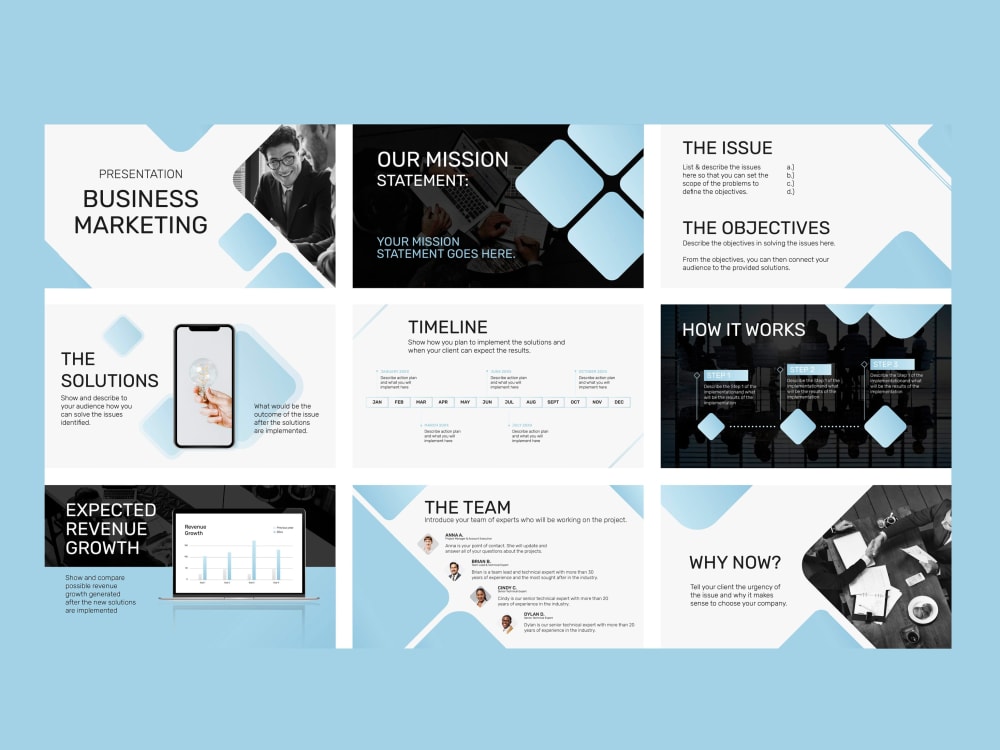 PRESENTATION
BUSINESS
MARKETING
OUR MISSION
STATEMENT:
YOUR MISSION
STATEMENT GOES HERE.
THE ISSUE
List & describe the issues
here so that you can set the
scope of the problems to
define the objectives.
a.)
b.)
c.)
d.)
THE OBJECTIVES
Describe the objectives in solving the issues here.
From the objectives, you can then connect your
audience to the provided solutions.
THE
SOLUTIONS
Show and describe to
your audience how you
can solve the issues
identified.
What would be the
outcome of the issue
after the solutions
are implemented.
TIMELINE
Show how you plan to implement the solutions and
when your client can expect the results.
Describe action plan
and what you will
implement here
Describe action plan
and what you will
implement here
Describe action plan
and what you will
implement here
JAN FEB MAR APR MAY JUN JUL AUG SEPT OCT NOV DEC
Describe action plan
and what you will
implement here
Describe action plan
and what you will
implement here
HOW IT WORKS
STEP 1
Describe the Step 1 of the
implementationand what
will be the results of the
implementation
STEP 2
Describe the Step 1 of the
implementationand what
will be the results of the
implementation
STEP 3
Describe the Step 1 of the
implementationand what
will be the results of the
implementation
EXPECTED
REVENUE
GROWTH
Show and compare
possible revenue
growth generated
after the new solutions
are implemented
Revenue
Growth
THE TEAM
Introduce your team of experts who will be working on the project.
ANNA A.
Anna is your point of contact. She will update and
answer all of your questions about the projects.
BRIAN B.
Brian is a team lead and technical expert with more than 30
years of experience and the most sought after in the industry.
CINDY C.
Senior Technical Expert
Cindy is our senior technical expert with more than 20
years of experience in the industry.
DYLAN D.
Senior Technical Expert
Dylan is our senior technical expert with more than 20
years of experience in the industry.
WHY NOW?
Tell your client the urgency of
the issue and why it makes
sense to choose your company.